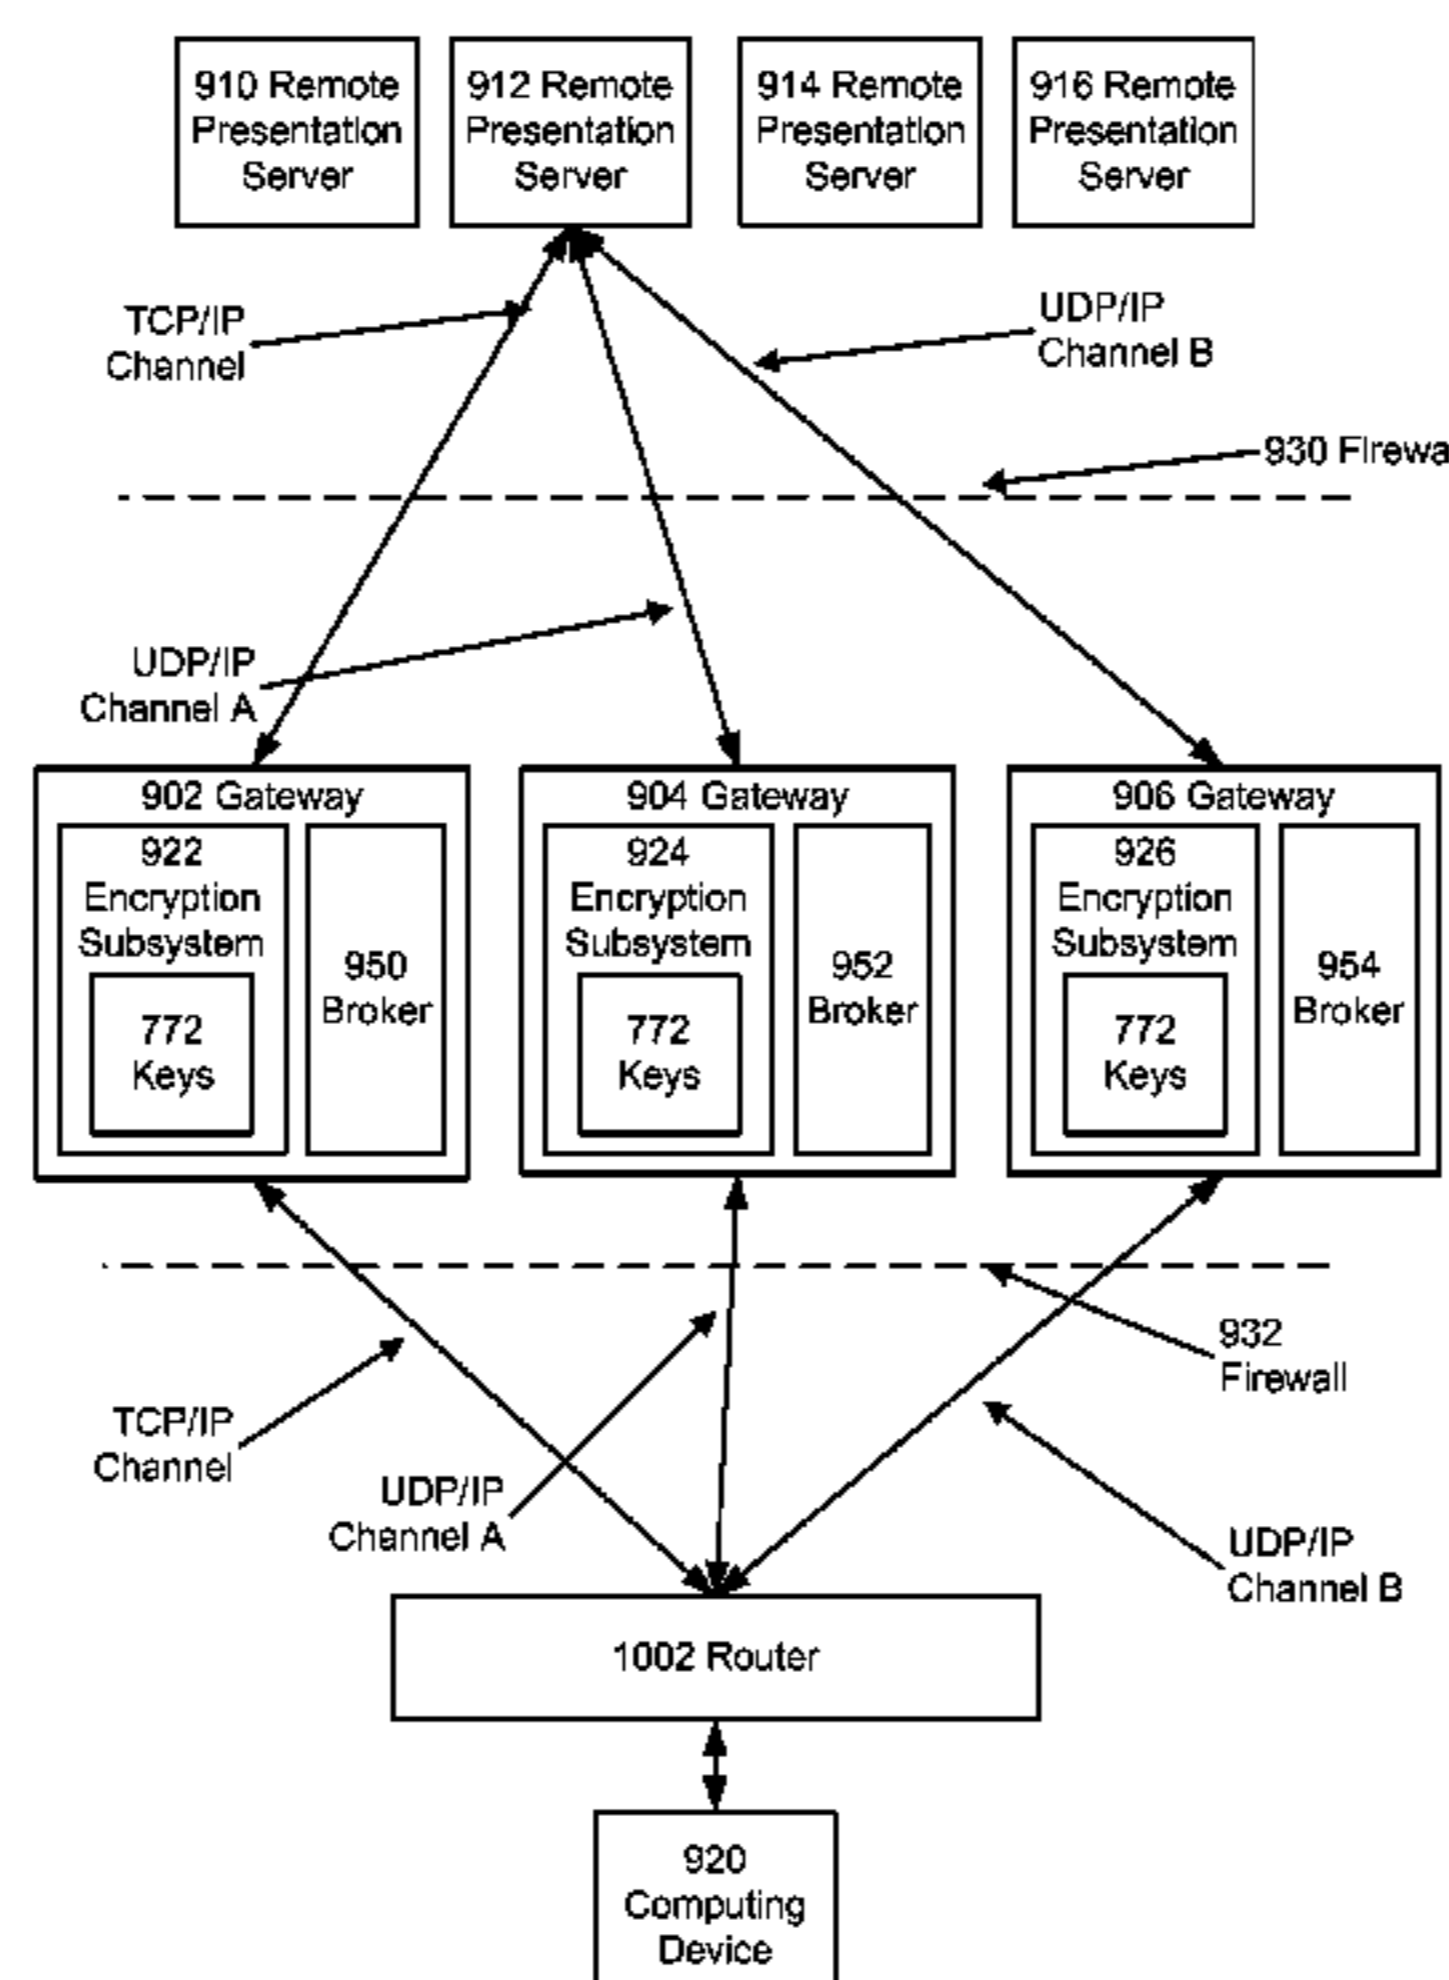 910 Remote
Presentation
Server
912 Remote
Presentation
Server
914 Remote
Presentation
Server
916 Remote
Presentation
Server
TCP/IP
Channel
UDP/IP
Channel B
930 Firewa
UDP/IP
Channel A
902 Gateway
922
Encryption
Subsystem
772
Keys
950
Broker
904 Gateway
924
Encryption
Subsystem
772
Keys
952
Broker
906 Gateway
926
Encryption
Subsystem
772
Keys
954
Broker
932
Firewall
TCP/IP
Channel
UDP/IP
Channel A
UDP/IP
Channel B
1002 Router
920
Computing
Device